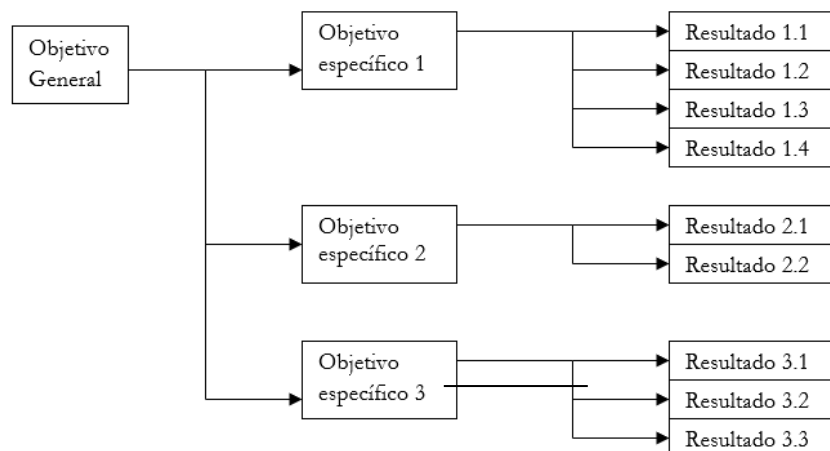 Objetivo
General
Objetivo
específico 1
Resultado 1.1
Resultado 1.2
Resultado 1.3
Resultado 1.4
Objetivo
específico 2
Resultado 2.1
Resultado 2.2
Objetivo
específico 3
Resultado 3.1
Resultado 3.2
Resultado 3.3